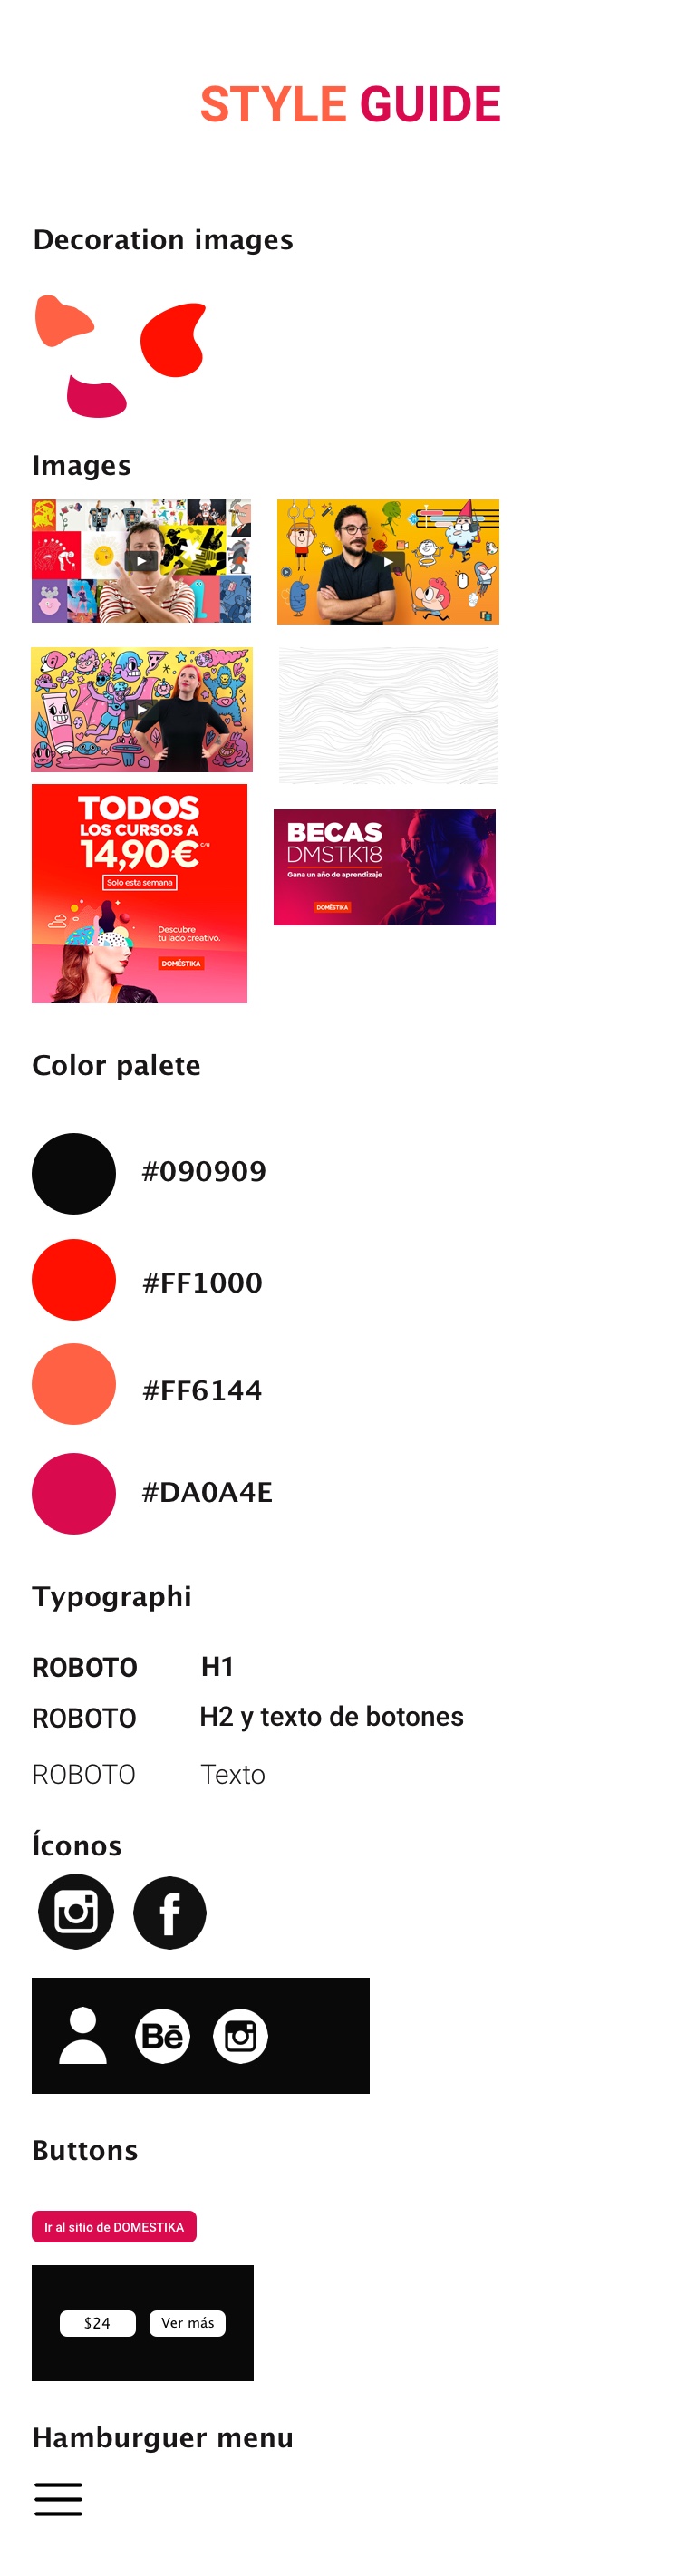 STYLE GUIDE
Decoration images
Images
TODOS
LOS CURSOS A
14,90€ c/u
Solo esta semana
Descubre
tu lado creativo.
DOMESTIKA
BECAS
DMSTK18
Gana un año de aprendizaje
DOMESTIKA
Color palete
#090909
#FF1000
#FF6144
#DA0A4E
Typographi
ROBOTO H1
ROBOTO H2 y texto de botones
ROBOTO Texto
Íconos
f
Bē
Buttons
Ir al sitio de DOMESTIKA
$24 Ver más
Hamburguer menu